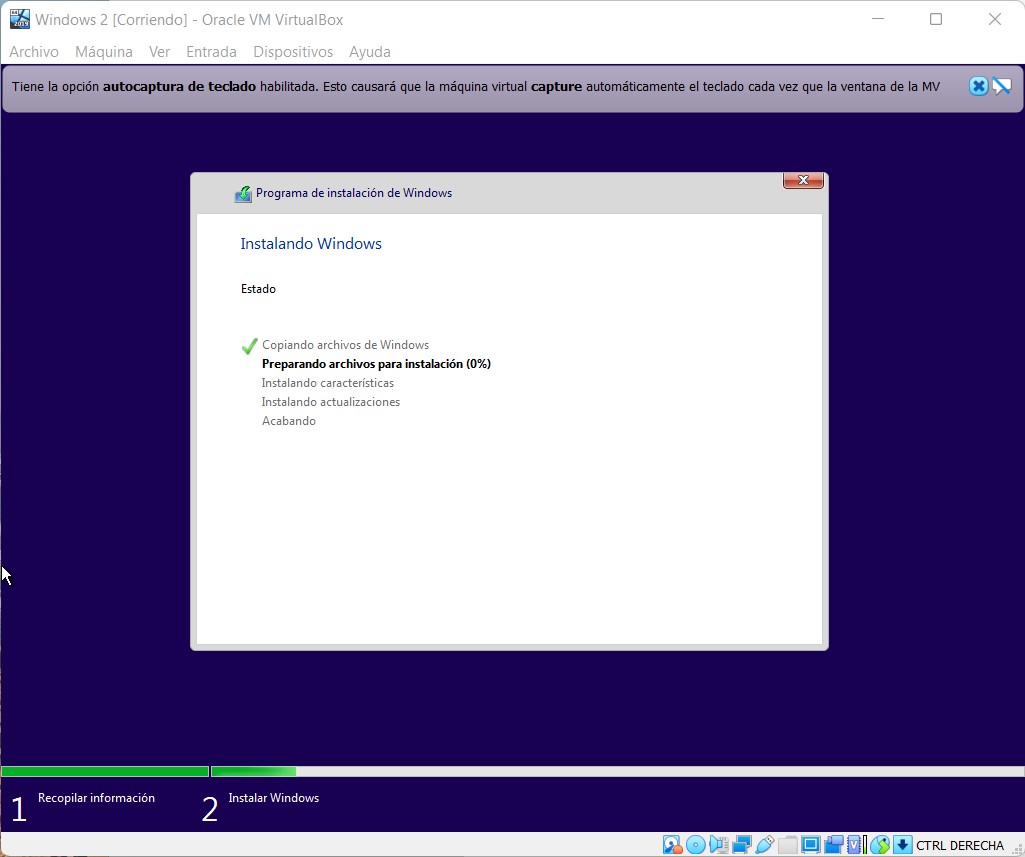 Windows 2 [Corriendo] - Oracle VM VirtualBox
Archivo Máquina Ver Entrada Dispositivos Ayuda
Tiene la opción autocaptura de teclado habilitada. Esto causará que la máquina virtual capture automáticamente el teclado cada vez que la ventana de la MV
Programa de instalación de Windows
Instalando Windows
Estado
Copiando archivos de Windows
Preparando archivos para instalación (0%)
Instalando características
Instalando actualizaciones
Acabando
1 Recopilar información 2 Instalar Windows
CTRL DERECHA